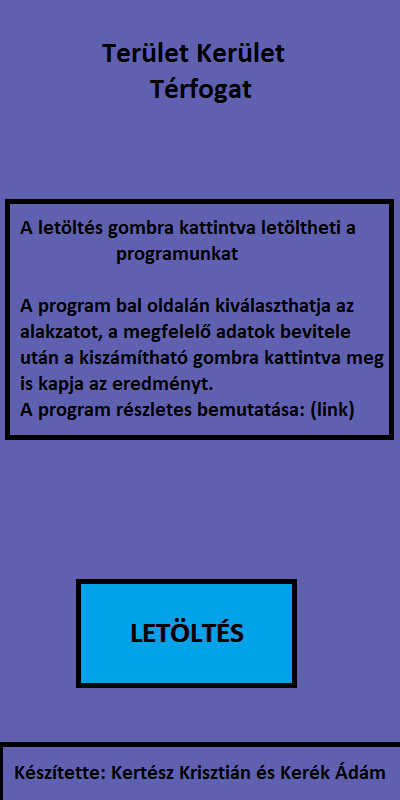 Terület Kerület
Térfogat
A letöltés gombra kattintva letöltheti a
programunkat
A program bal oldalán kiválaszthatja az
alakzatot, a megfelelő adatok bevitele
után a kiszámítható gombra kattintva meg
is kapja az eredményt.
A program részletes bemutatása: (link)
LETÖLTÉS
Készítette: Kertész Krisztián és Kerék Ádám